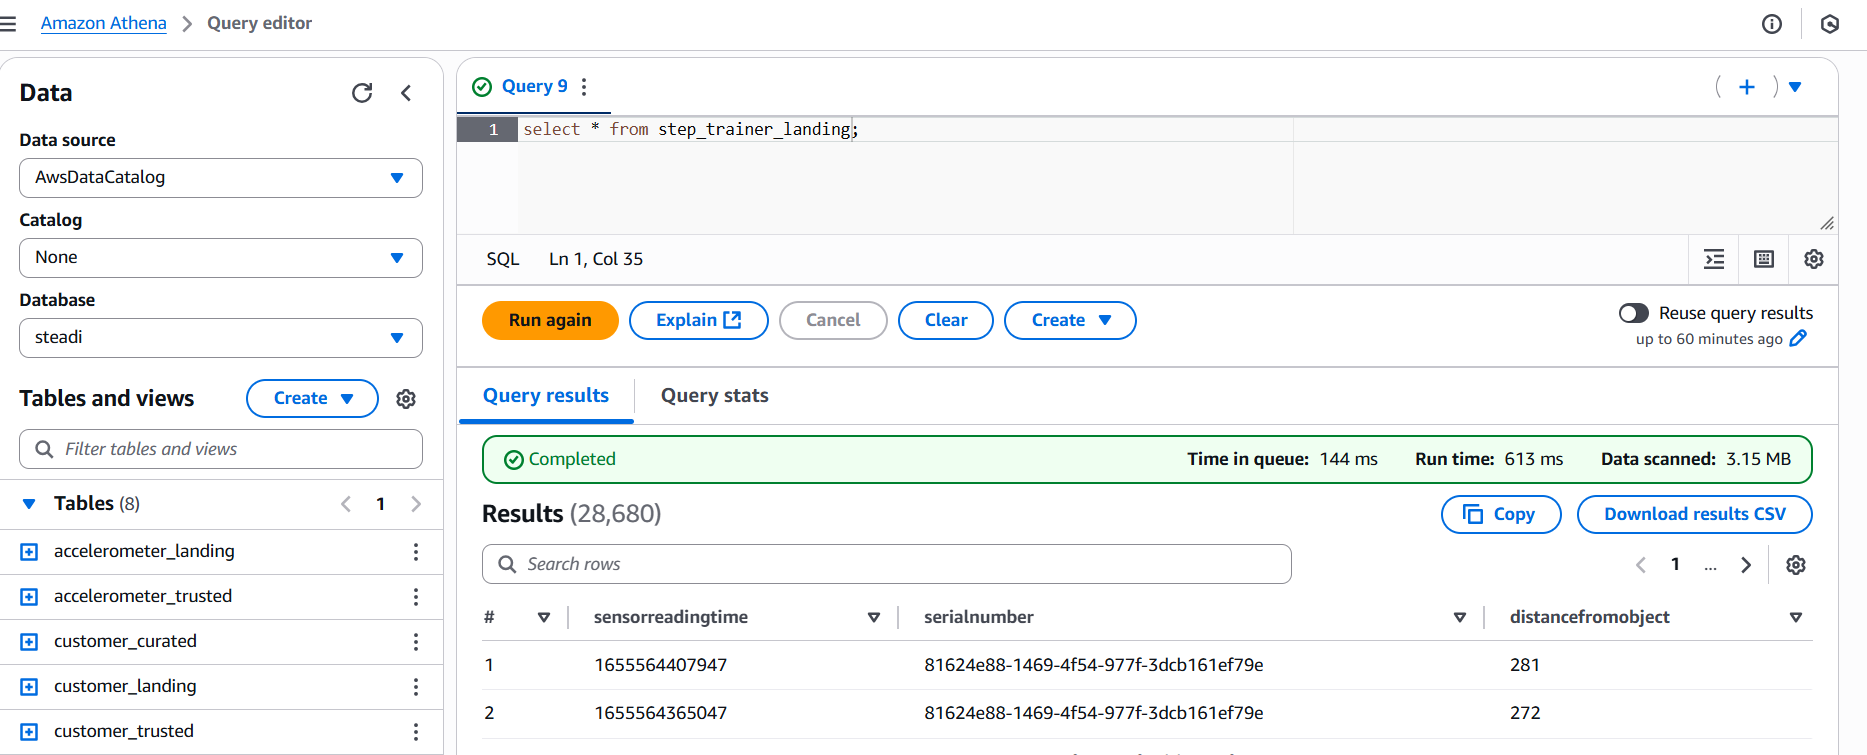 Amazon Athena > Query editor
Data
Data source
AwsDataCatalog
Catalog
None
Database
steadi
Tables and views
Create
Filter tables and views
Tables (8)
1
accelerometer_landing
accelerometer_trusted
customer_curated
customer_landing
customer_trusted
Query 9
1 select * from step_trainer_landing;
SQL Ln 1, Col 35
Run again
Explain
Cancel
Clear
Create
Reuse query results
up to 60 minutes ago
Query results
Query stats
Completed
Time in queue: 144 ms Run time: 613 ms Data scanned: 3.15 MB
Results (28,680)
Copy
Download results CSV
Search rows
1 ...
# sensorreadingtime serialnumber distancefromobject
1 1655564407947 81624e88-1469-4f54-977f-3dcb161ef79e 281
2 1655564365047 81624e88-1469-4f54-977f-3dcb161ef79e 272